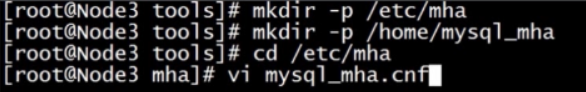 [root@Node3 tools]# mkdir -p /etc/mha
[root@Node3 tools]# mkdir -p /home/mysql_mha
[root@Node3 tools]# cd /etc/mha
[root@Node3 mha]# vi mysql_mha.cnf